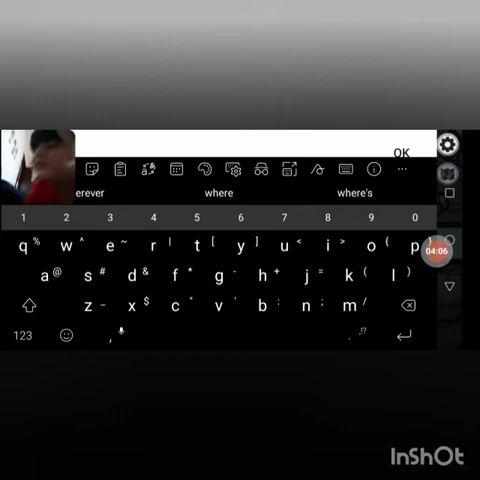 OK
erever where where's
1 2 3 4 5 6 7 8 9 0
q % w ^ e ~ r | t [ y ] u < i > o { p }
04:06
a @ s # d & f * g - h + j = k ( l )
z _ x $ c " v ' b : n ; m /
123 , . ,!?
InShOt